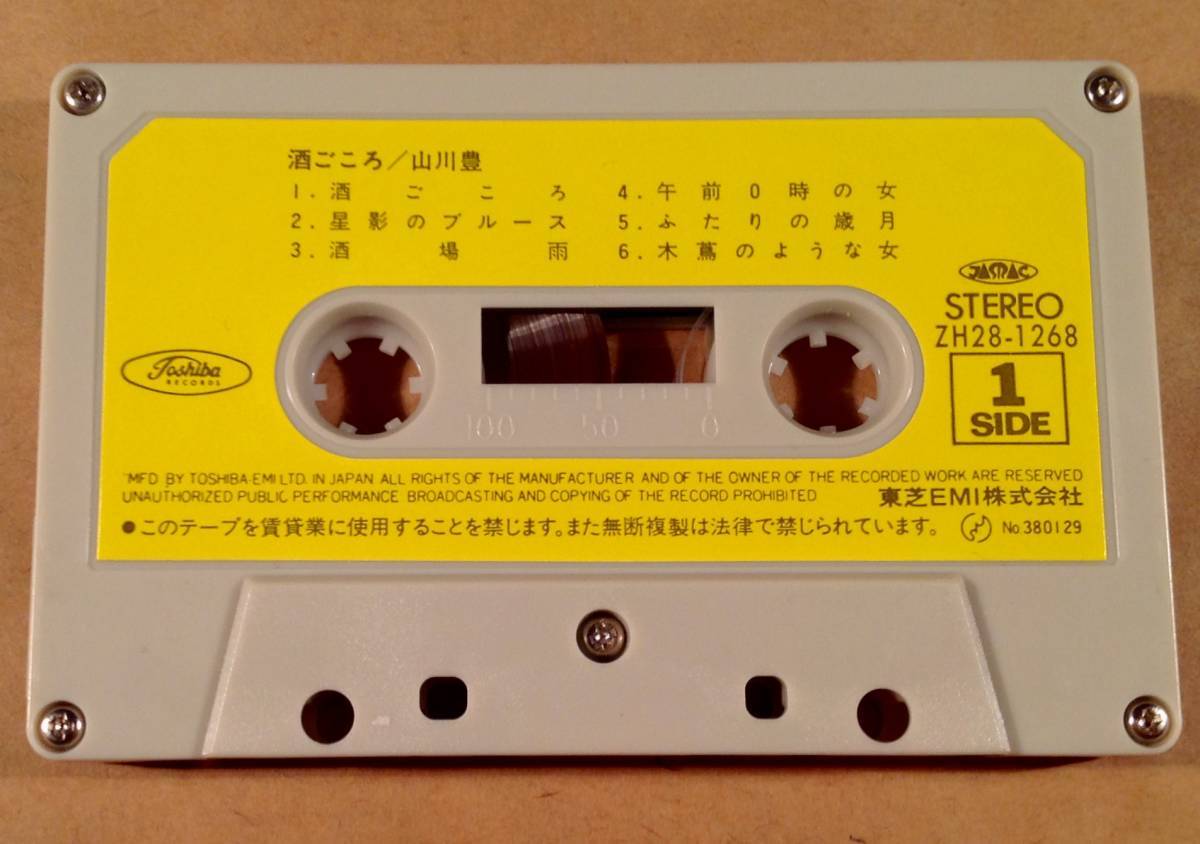 酒ごころ／山川豊
1. 酒ごころ
2. 星影のブルース
3. 酒場雨
4. 午前0時の女
5. ふたりの歳月
6. 木蔦のような女
JASRAC
STEREO
ZH28-1268
1
SIDE
Toshiba
RECORDS
100 50 0
"MFD. BY TOSHIBA-EMI LTD. IN JAPAN ALL RIGHTS OF THE MANUFACTURER AND OF THE OWNER OF THE RECORDED WORK ARE RESERVED
UNAUTHORIZED PUBLIC PERFORMANCE BROADCASTING AND COPYING OF THE RECORD PROHIBITED 東芝EMI株式会社
●このテープを賃貸業に使用することを禁じます。また無断複製は法律で禁じられています。 No.380129